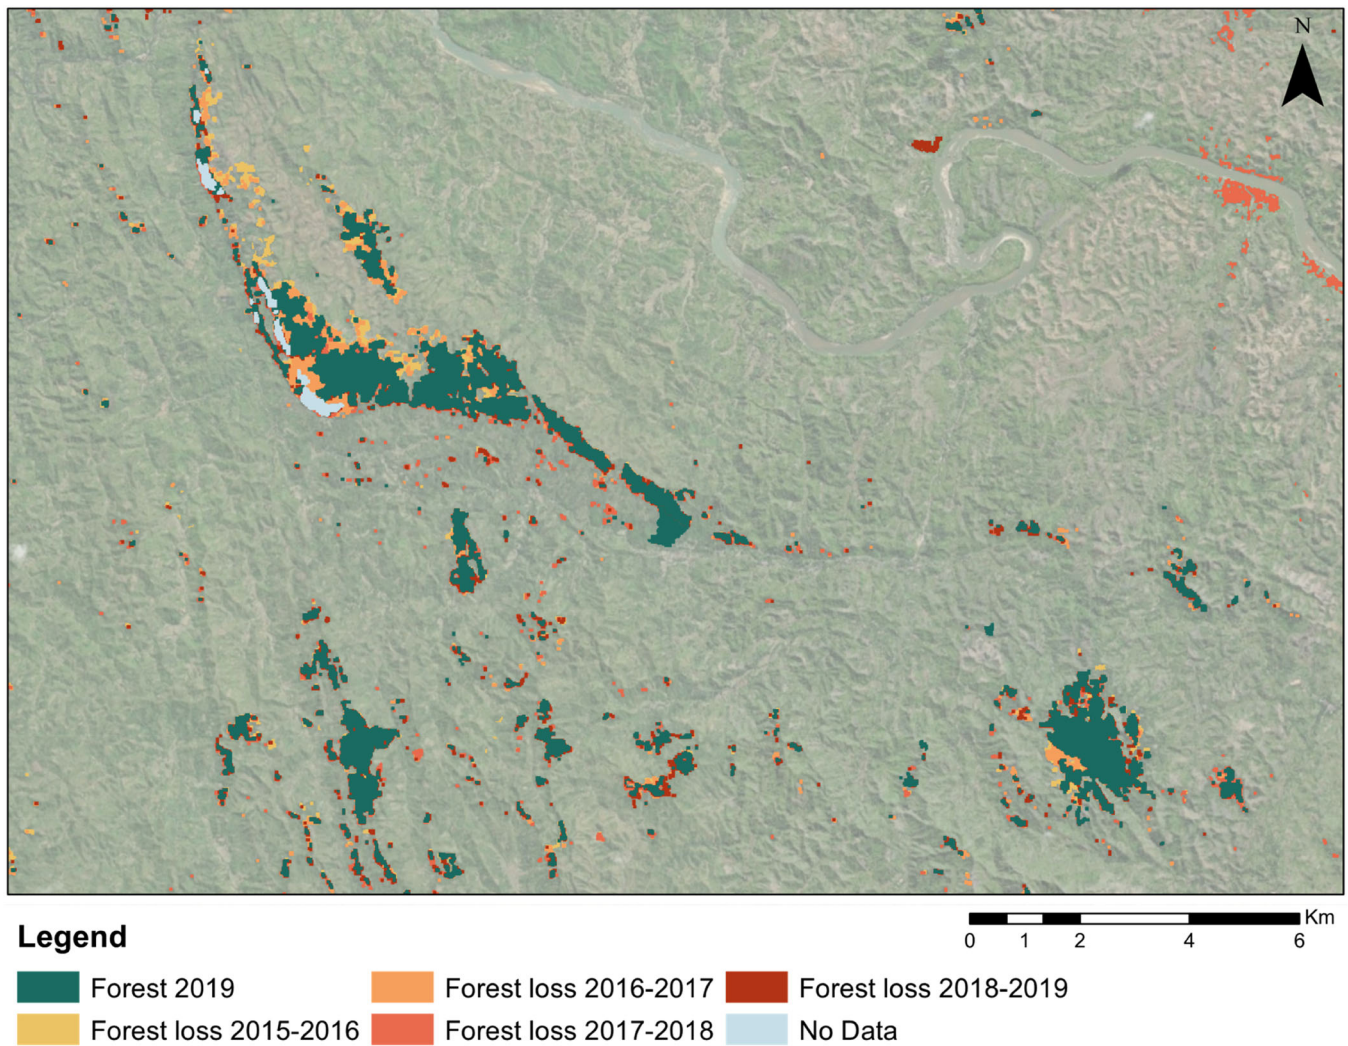 N
Km
0 1 2 4 6
Legend
Forest 2019 Forest loss 2016-2017 Forest loss 2018-2019
Forest loss 2015-2016 Forest loss 2017-2018 No Data